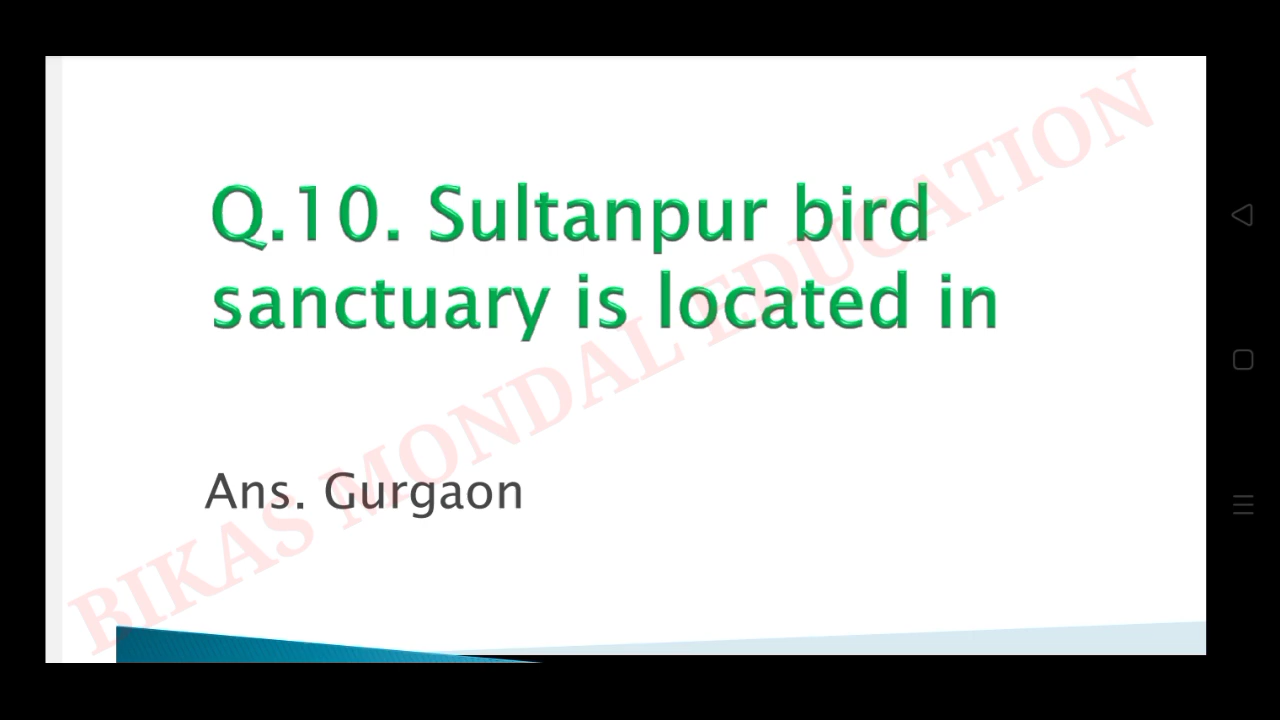 Q.10. Sultanpur bird
sanctuary is located in
Ans. Gurgaon
BIKAS MONDAL EDUCATION